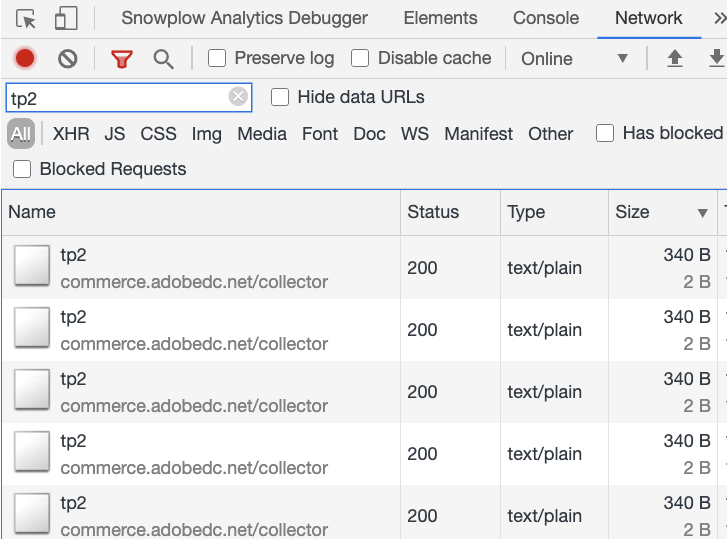 Snowplow Analytics Debugger Elements Console Network »
Preserve log Disable cache Online
tp2 Hide data URLs
All XHR JS CSS Img Media Font Doc WS Manifest Other Has blocked
Blocked Requests
Name Status Type Size
tp2 340 B
200 text/plain
commerce.adobedc.net/collector 2 B
tp2 340 B
200 text/plain
commerce.adobedc.net/collector 2 B
tp2 340 B
200 text/plain
commerce.adobedc.net/collector 2 B
tp2 340 B
200 text/plain
commerce.adobedc.net/collector 2 B
tp2 340 B
200 text/plain
commerce.adobedc.net/collector 2 B